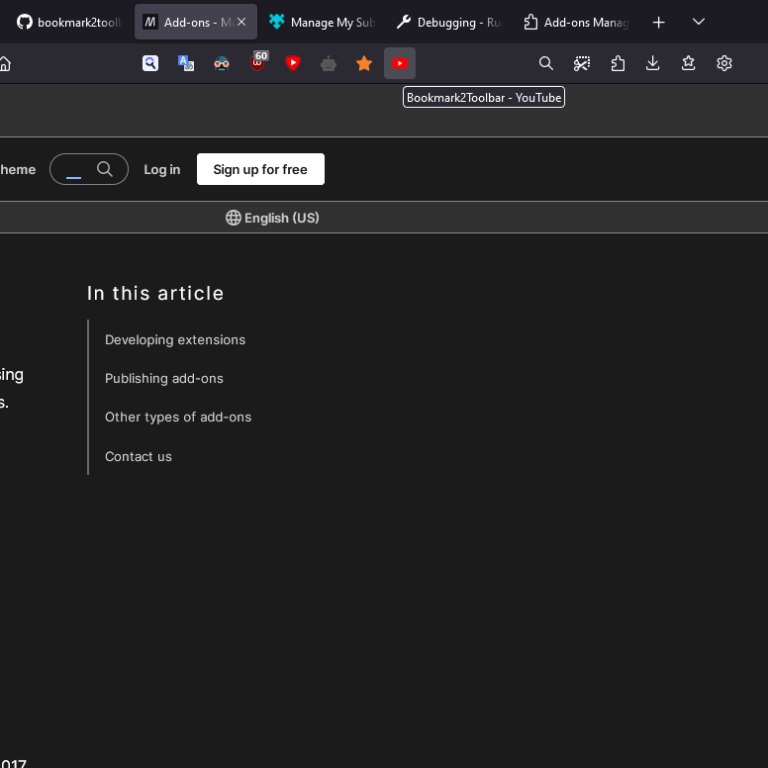 bookmark2toolb
Add-ons - M
Manage My Sub
Debugging - Ru
Add-ons Manag
60
Bookmark2Toolbar - YouTube
heme
Log in
Sign up for free
English (US)
In this article
Developing extensions
ing
Publishing add-ons
s.
Other types of add-ons
Contact us
017